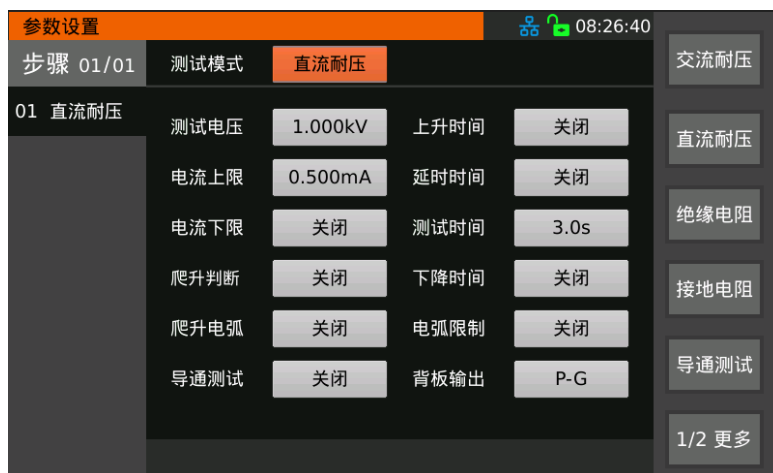 参数设置 08:26:40
步骤 01/01 测试模式 直流耐压
01 直流耐压
测试电压 1.000kV 上升时间 关闭
电流上限 0.500mA 延时时间 关闭
电流下限 关闭 测试时间 3.0s
爬升判断 关闭 下降时间 关闭
爬升电弧 关闭 电弧限制 关闭
导通测试 关闭 背板输出 P-G
交流耐压
直流耐压
绝缘电阻
接地电阻
导通测试
1/2 更多